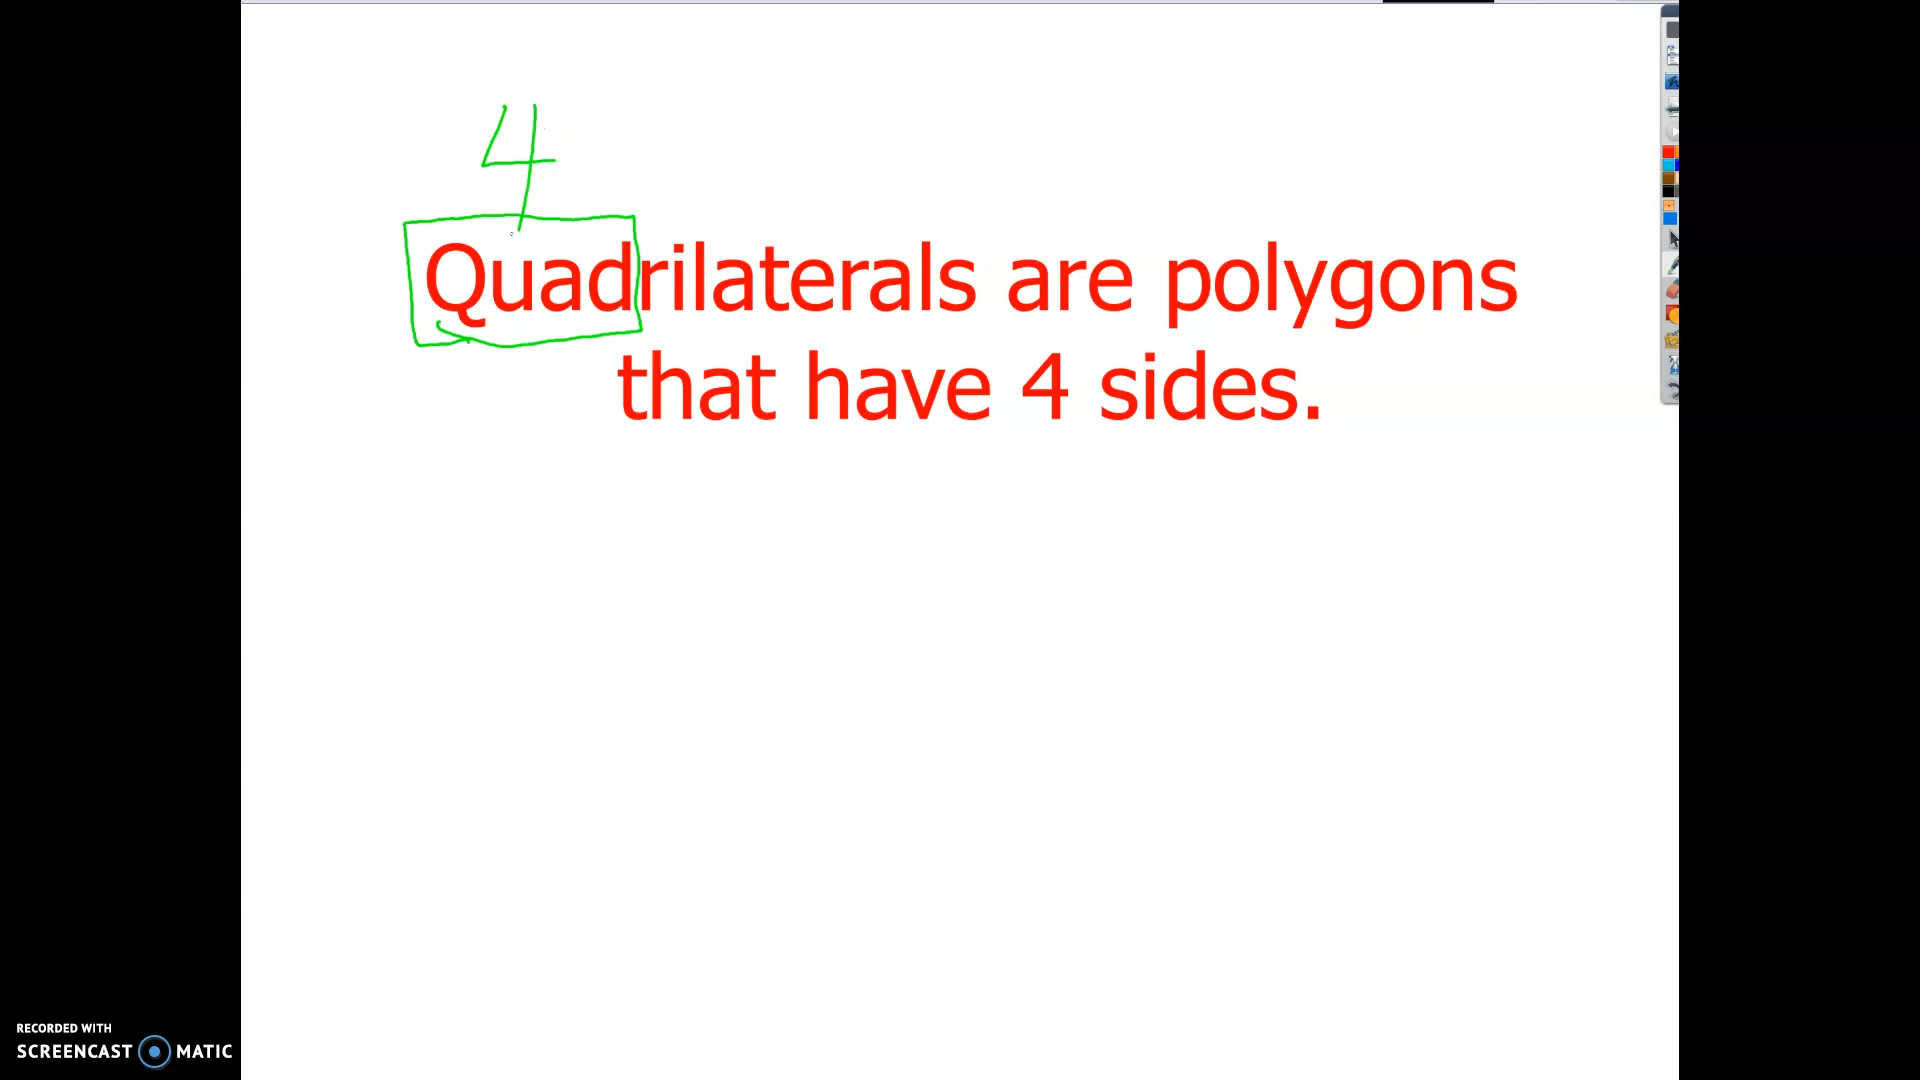 4
Quadrilaterals are polygons
that have 4 sides.
RECORDED WITH
SCREENCAST MATIC